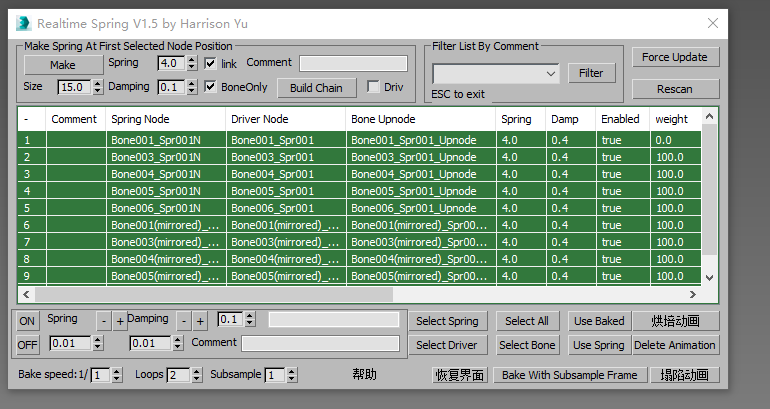 Realtime Spring V1.5 by Harrison Yu
Make Spring At First Selected Node Position
Make Spring 4.0 link Comment
Size 15.0 Damping 0.1 BoneOnly Build Chain Driv
Filter List By Comment
Filter
ESC to exit
Force Update
Rescan
- Comment Spring Node Driver Node Bone Upnode Spring Damp Enabled weight
1 Bone001_Spr001N Bone001_Spr001 Bone001_Spr001_Upnode 4.0 0.4 true 0.0
2 Bone003_Spr001N Bone003_Spr001 Bone003_Spr001_Upnode 4.0 0.4 true 100.0
3 Bone004_Spr001N Bone004_Spr001 Bone004_Spr001_Upnode 4.0 0.4 true 100.0
4 Bone005_Spr001N Bone005_Spr001 Bone005_Spr001_Upnode 4.0 0.4 true 100.0
5 Bone006_Spr001N Bone006_Spr001 Bone006_Spr001_Upnode 4.0 0.4 true 100.0
6 Bone001(mirrored)_... Bone001(mirrored)_... Bone001(mirrored)_Spr00... 4.0 0.4 true 100.0
7 Bone003(mirrored)_... Bone003(mirrored)_... Bone003(mirrored)_Spr00... 4.0 0.4 true 100.0
8 Bone004(mirrored)_... Bone004(mirrored)_... Bone004(mirrored)_Spr00... 4.0 0.4 true 100.0
9 Bone005(mirrored)_... Bone005(mirrored)_... Bone005(mirrored)_Spr00... 4.0 0.4 true 100.0
ON Spring - + Damping - + 0.1
OFF 0.01 0.01 Comment
Select Spring Select All Use Baked 烘培动画
Select Driver Select Bone Use Spring Delete Animation
Bake speed:1/ 1 Loops 2 Subsample 1 帮助 恢复界面 Bake With Subsample Frame 塌陷动画